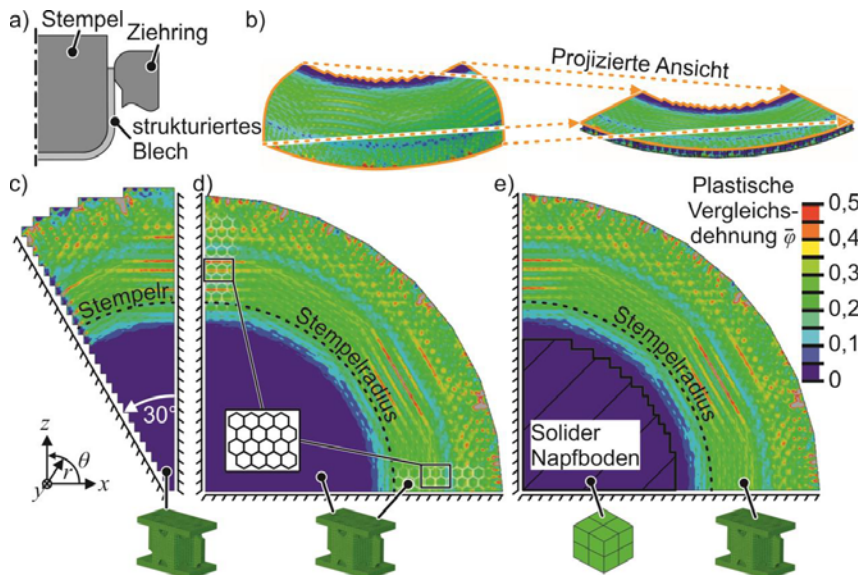 a)
Stempel
Ziehring
strukturiertes
Blech
b)
Projizierte Ansicht
c)
Stempelr.
30°
d)
Stempelradius
e)
Stempelradius
Solider
Napfboden
Plastische
Vergleichs-
dehnung φ̄
0,5
0,4
0,3
0,2
0,1
0
z
θ
r
y
x